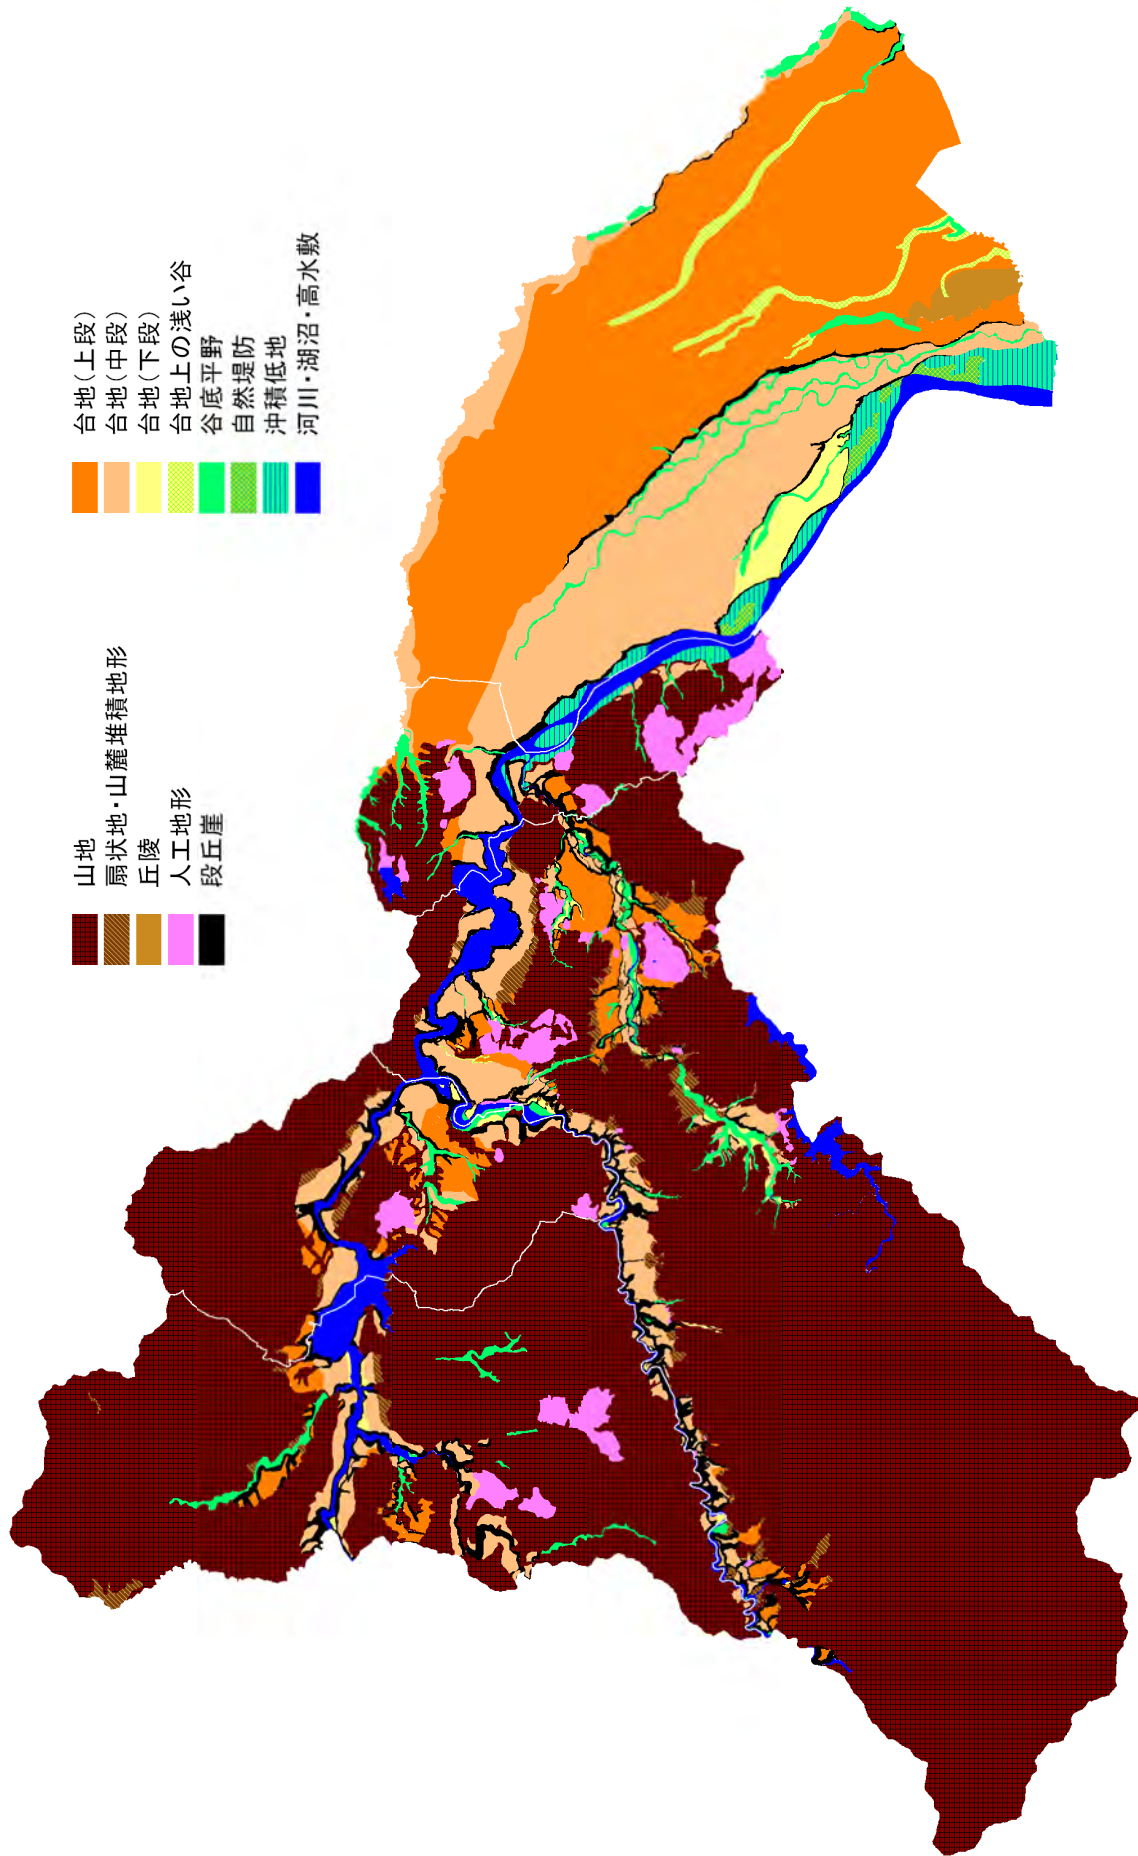 山地
扇状地・山麓堆積地形
丘陵
人工地形
段丘崖
台地(上段)
台地(中段)
台地(下段)
台地上の浅い谷
谷底平野
自然堤防
沖積低地
河川・湖沼・高水敷